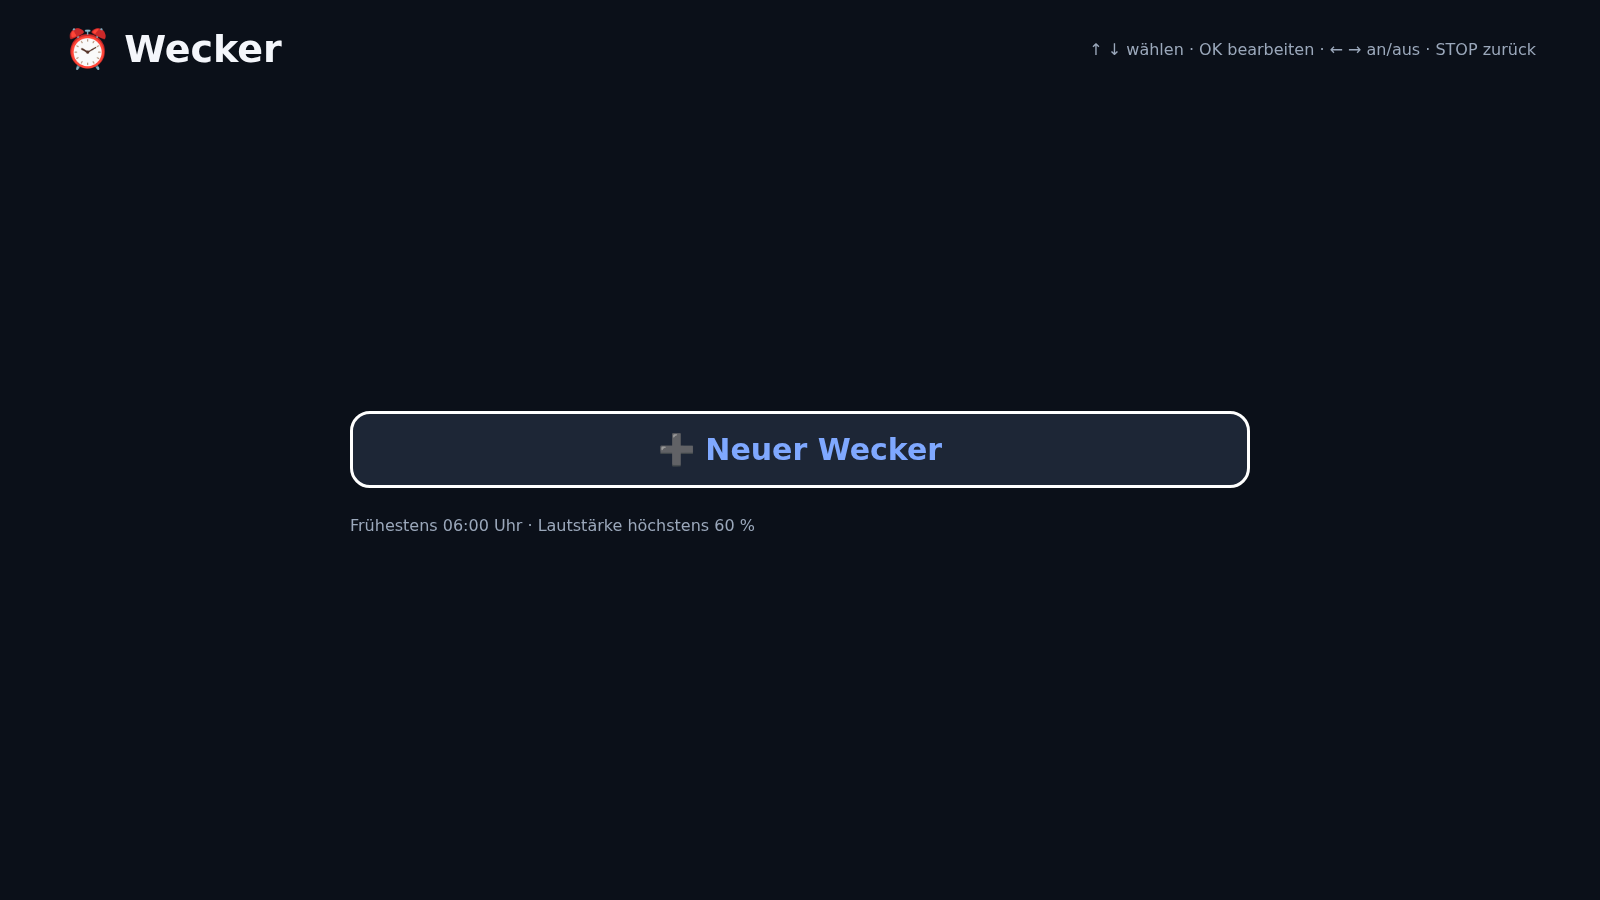 Wecker
↑ ↓ wählen · OK bearbeiten · ← → an/aus · STOP zurück
➕ Neuer Wecker
Frühestens 06:00 Uhr · Lautstärke höchstens 60 %